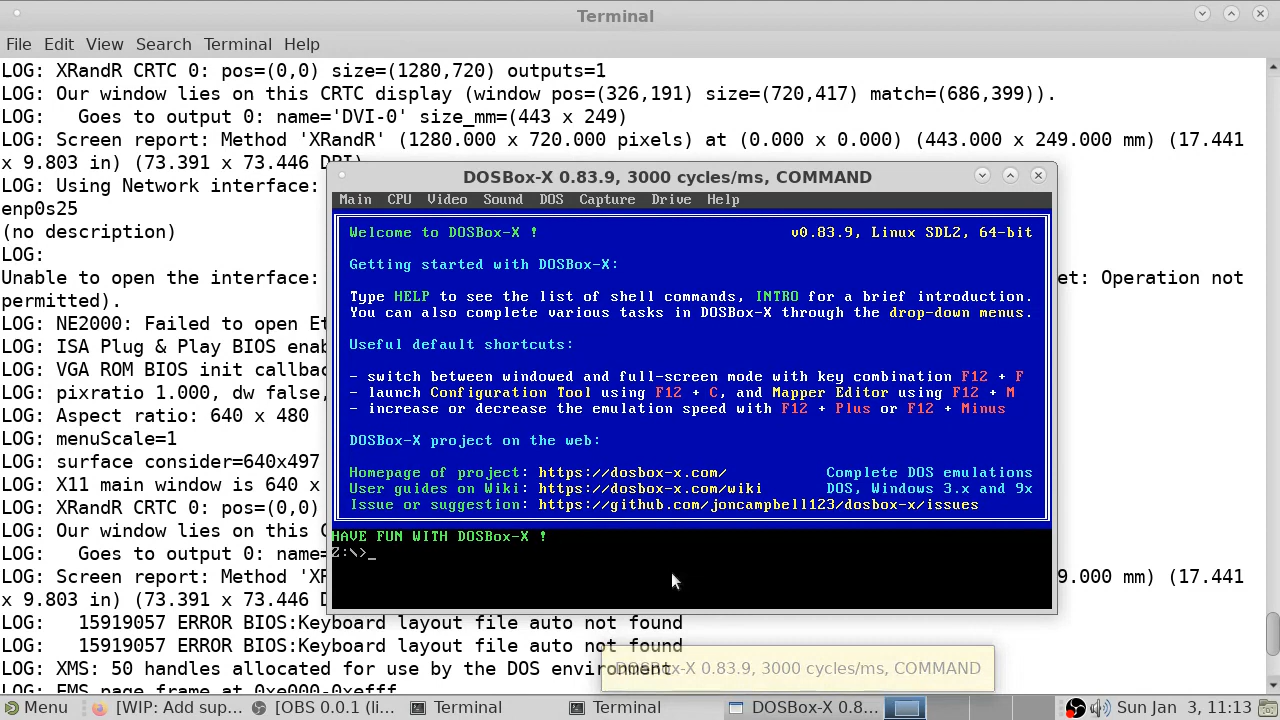 Terminal
File Edit View Search Terminal Help
LOG: XRandR CRTC 0: pos=(0,0) size=(1280,720) outputs=1
LOG: Our window lies on this CRTC display (window pos=(326,191) size=(720,417) match=(686,399)).
LOG:   Goes to output 0: name='DVI-0' size_mm=(443 x 249)
LOG: Screen report: Method 'XRandR' (1280.000 x 720.000 pixels) at (0.000 x 0.000) (443.000 x 249.000 mm) (17.441
x 9.803 in) (73.391 x 73.446 DPI)
LOG: Using Network interface:
enp0s25
(no description)
LOG:
Unable to open the interface: et: Operation not
permitted).
LOG: NE2000: Failed to open Et
LOG: ISA Plug & Play BIOS enab
LOG: VGA ROM BIOS init callbac
LOG: pixratio 1.000, dw false,
LOG: Aspect ratio: 640 x 480
LOG: menuScale=1
LOG: surface consider=640x497
LOG: X11 main window is 640 x
LOG: XRandR CRTC 0: pos=(0,0)
LOG: Our window lies on this C
LOG:   Goes to output 0: name=
LOG: Screen report: Method 'XR 9.000 mm) (17.441
x 9.803 in) (73.391 x 73.446 D
LOG:   15919057 ERROR BIOS:Keyboard layout file auto not found
LOG:   15919057 ERROR BIOS:Keyboard layout file auto not found
LOG: XMS: 50 handles allocated for use by the DOS environment
LOG: EMS page frame at 0xe000-0xefff
DOSBox-X 0.83.9, 3000 cycles/ms, COMMAND
Main CPU Video Sound DOS Capture Drive Help
Welcome to DOSBox-X ! v0.83.9, Linux SDL2, 64-bit
Getting started with DOSBox-X:
Type HELP to see the list of shell commands, INTRO for a brief introduction.
You can also complete various tasks in DOSBox-X through the drop-down menus.
Useful default shortcuts:
- switch between windowed and full-screen mode with key combination F12 + F
- launch Configuration Tool using F12 + C, and Mapper Editor using F12 + M
- increase or decrease the emulation speed with F12 + Plus or F12 + Minus
DOSBox-X project on the web:
Homepage of project: https://dosbox-x.com/ Complete DOS emulations
User guides on Wiki: https://dosbox-x.com/wiki DOS, Windows 3.x and 9x
Issue or suggestion: https://github.com/joncampbell123/dosbox-x/issues
HAVE FUN WITH DOSBox-X !
Z:\>_
DOSBox-X 0.83.9, 3000 cycles/ms, COMMAND
Menu [WIP: Add sup... [OBS 0.0.1 (li... Terminal Terminal DOSBox-X 0.8... Sun Jan 3, 11:13